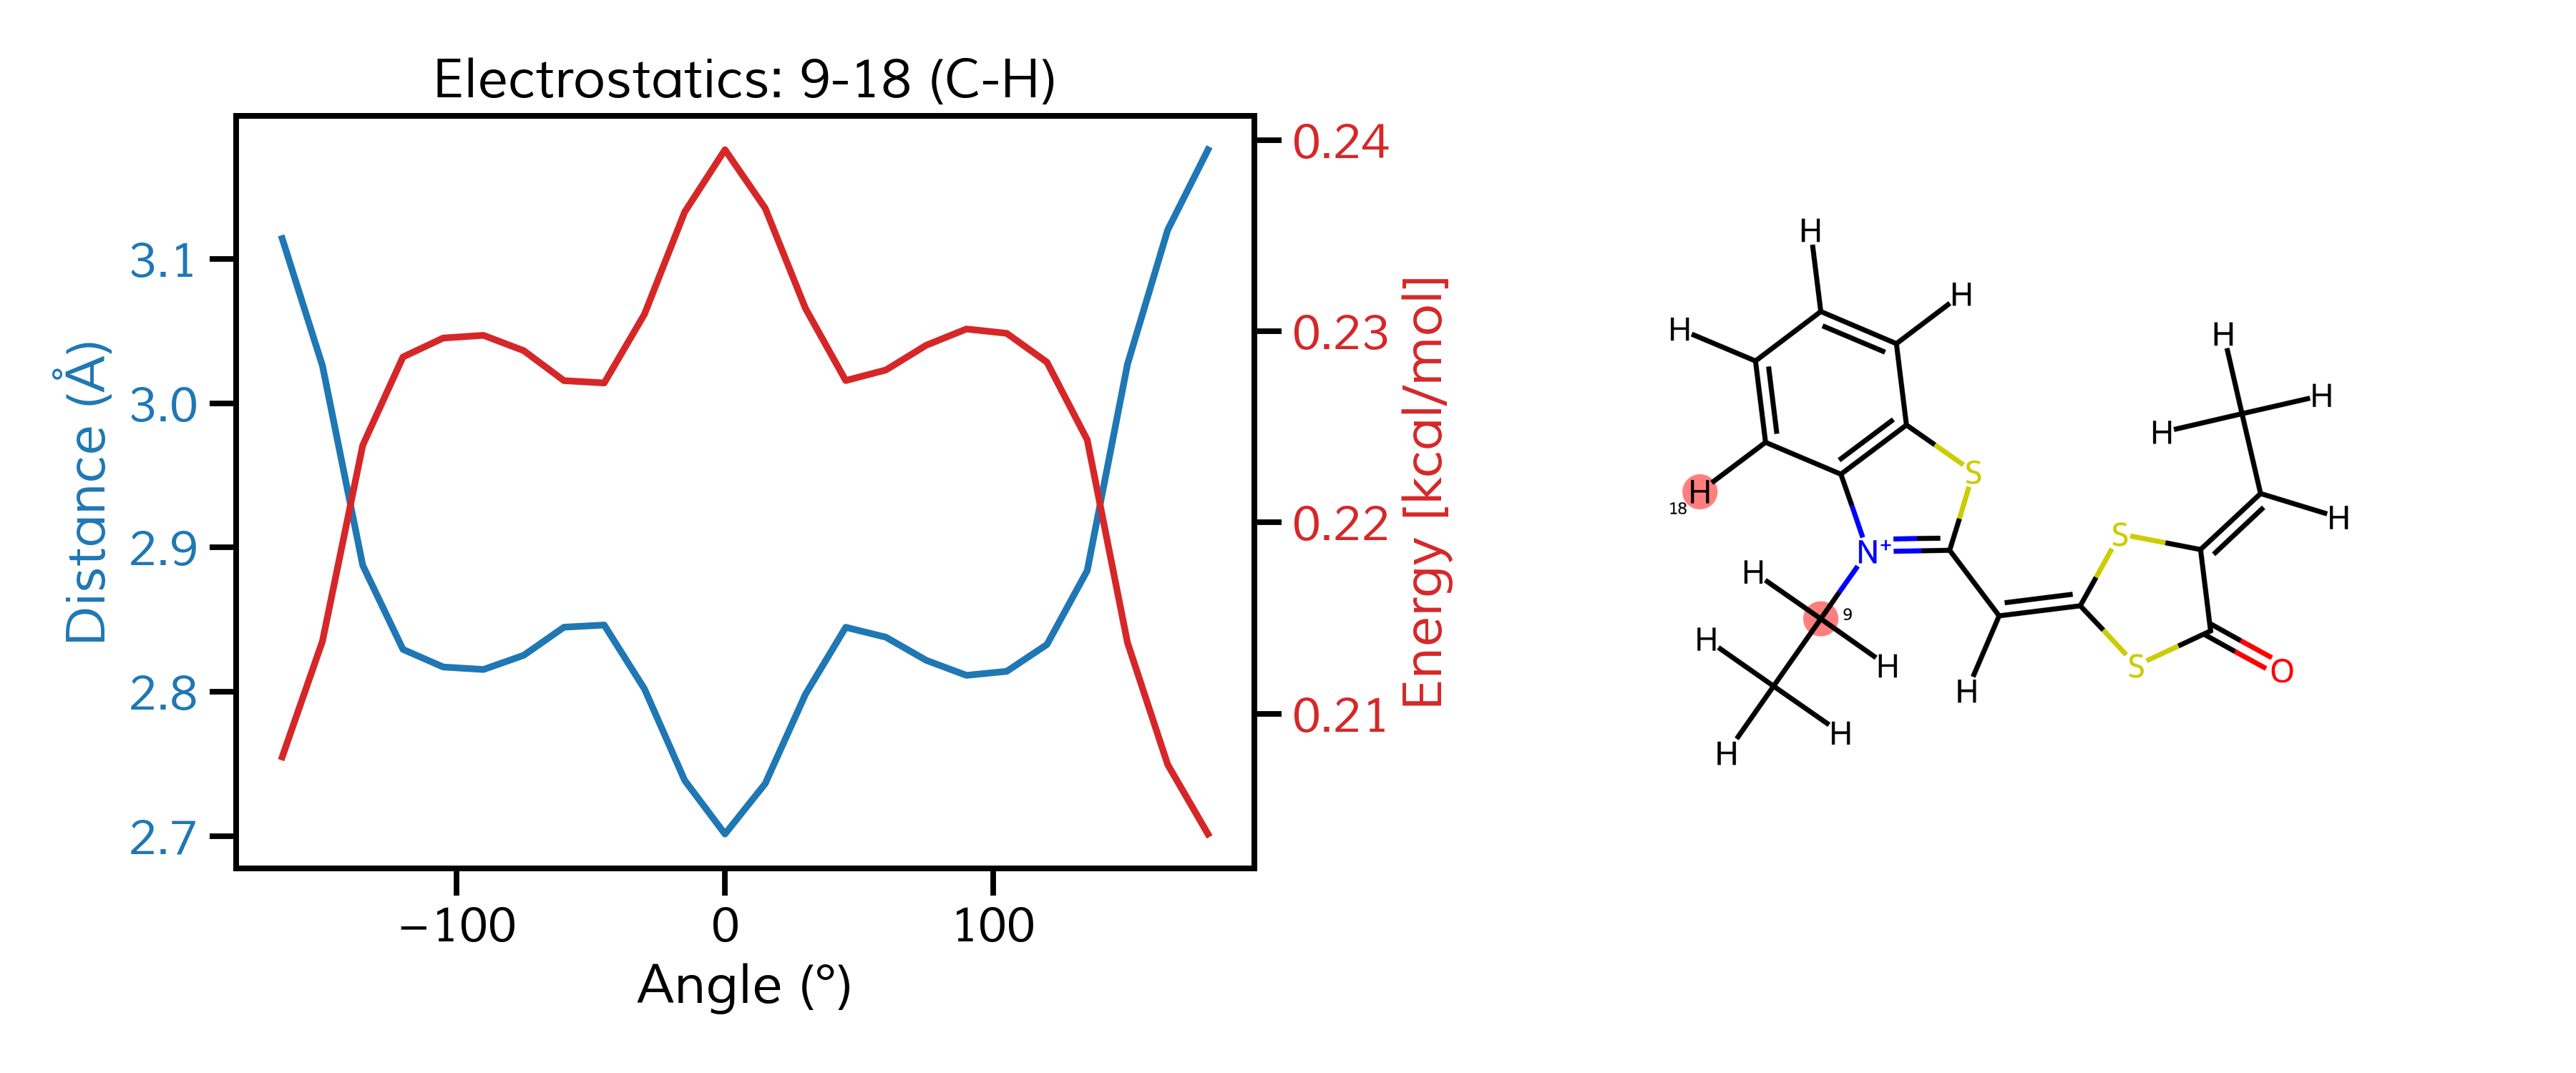 Electrostatics: 9-18 (C-H)
Distance (Å)
3.1
3.0
2.9
2.8
2.7
0.24
0.23
0.22
0.21
Energy [kcal/mol]
−100 0 100
Angle (°)
H
H
H
H
H
H
H
S
H
18
H
S
N+
H
9
H
H
S
O
H
H
H
H